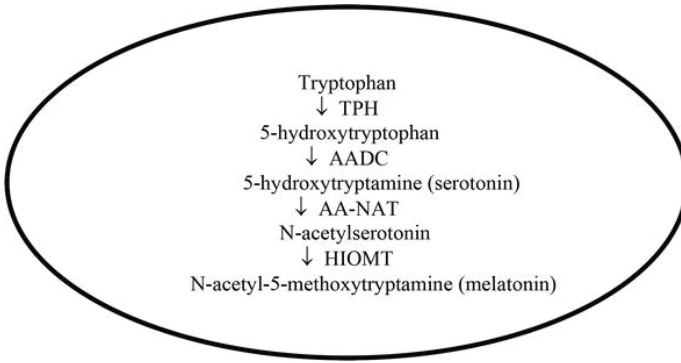 Tryptophan
↓ TPH
5-hydroxytryptophan
↓ AADC
5-hydroxytryptamine (serotonin)
↓ AA-NAT
N-acetylserotonin
↓ HIOMT
N-acetyl-5-methoxytryptamine (melatonin)